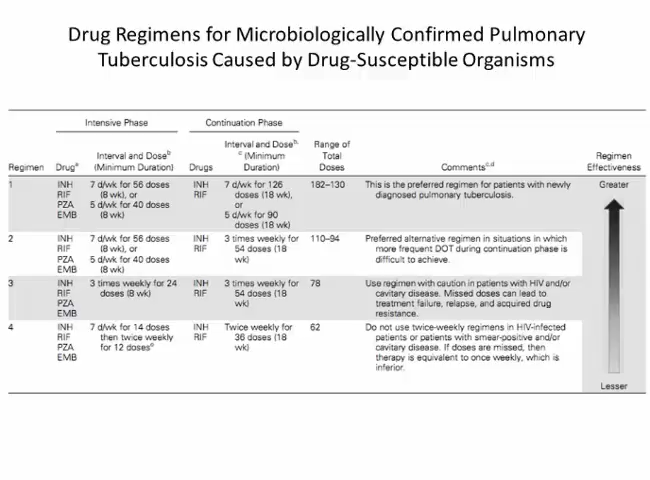 Drug Regimens for Microbiologically Confirmed Pulmonary
Tuberculosis Caused by Drug-Susceptible Organisms
Intensive Phase Continuation Phase
Regimen Drugᵃ Interval and Doseᵇ (Minimum Duration) Drugs Interval and Doseᵇ,ᶜ (Minimum Duration) Range of Total Doses Commentsᶜ,ᵈ Regimen Effectiveness
1 INH 7 d/wk for 56 doses INH 7 d/wk for 126 182–130 This is the preferred regimen for patients with newly Greater
RIF (8 wk), or RIF doses (18 wk), diagnosed pulmonary tuberculosis.
PZA 5 d/wk for 40 doses or
EMB (8 wk) 5 d/wk for 90
doses (18 wk)
2 INH 7 d/wk for 56 doses INH 3 times weekly for 110–94 Preferred alternative regimen in situations in which
RIF (8 wk), or RIF 54 doses (18 more frequent DOT during continuation phase is
PZA 5 d/wk for 40 doses wk) difficult to achieve.
EMB (8 wk)
3 INH 3 times weekly for 24 INH 3 times weekly for 78 Use regimen with caution in patients with HIV and/or
RIF doses (8 wk) RIF 54 doses (18 cavitary disease. Missed doses can lead to
PZA wk) treatment failure, relapse, and acquired drug
EMB resistance.
4 INH 7 d/wk for 14 doses INH Twice weekly for 62 Do not use twice-weekly regimens in HIV-infected
RIF then twice weekly RIF 36 doses (18 patients or patients with smear-positive and/or
PZA for 12 dosesᵉ wk) cavitary disease. If doses are missed, then
EMB therapy is equivalent to once weekly, which is
inferior.
Lesser